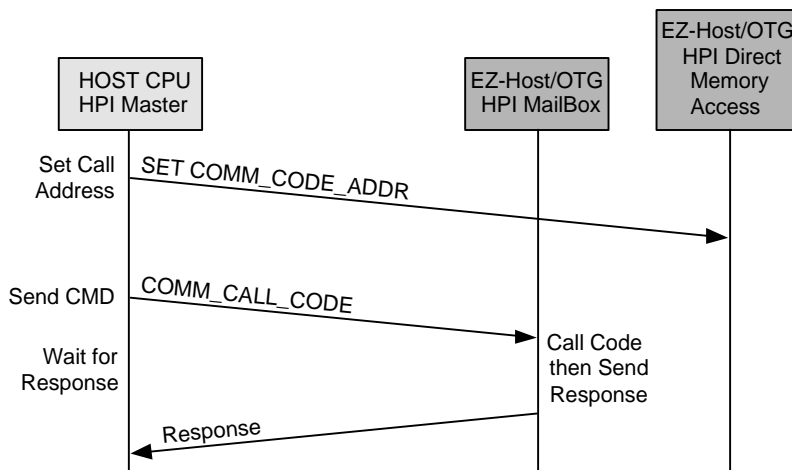 HOST CPU
HPI Master
EZ-Host/OTG
HPI MailBox
EZ-Host/OTG
HPI Direct
Memory
Access
Set Call
Address
SET COMM_CODE_ADDR
Send CMD
COMM_CALL_CODE
Wait for
Response
Call Code
then Send
Response
Response